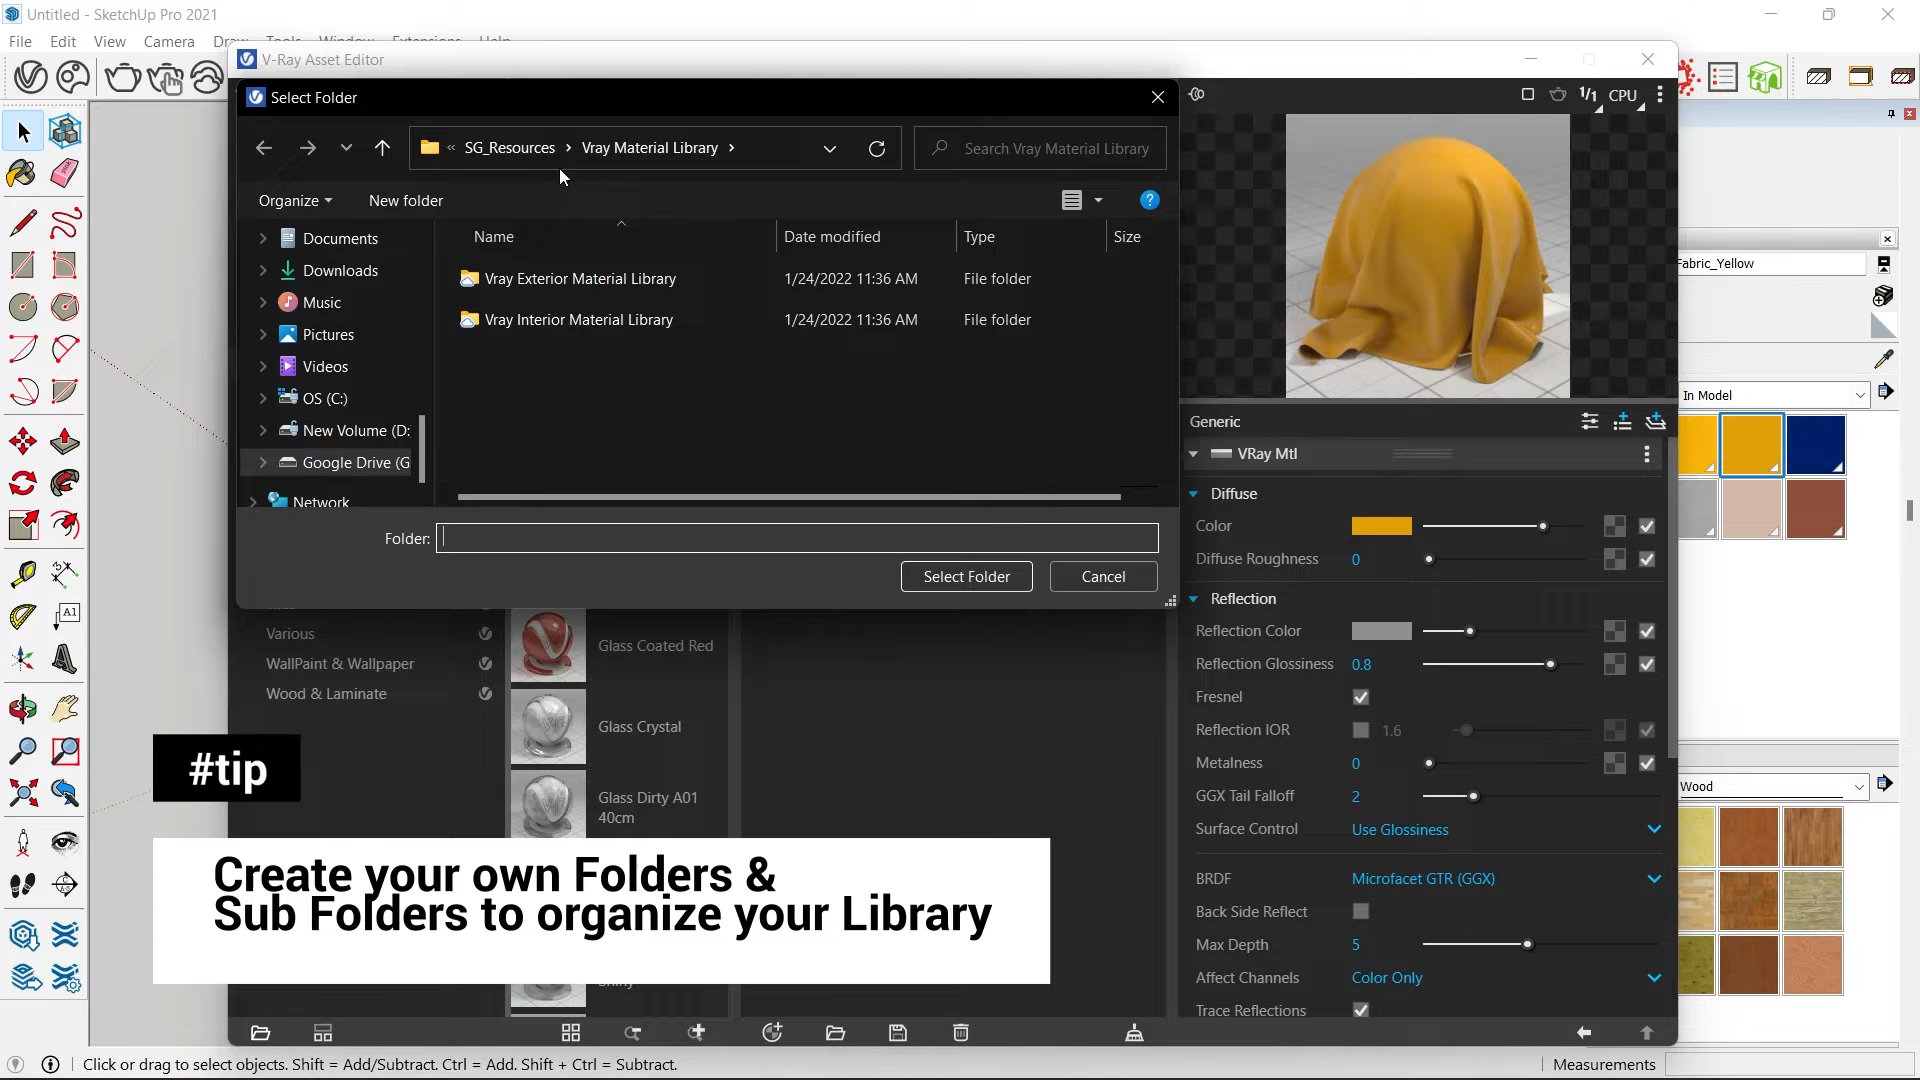 Untitled - SketchUp Pro 2021
File Edit View Camera Draw Tools Window Extensions Help
V-Ray Asset Editor
Select Folder
« SG_Resources › Vray Material Library ›
Search Vray Material Library
Organize
New folder
Documents
Downloads
Music
Pictures
Videos
OS (C:)
New Volume (D:
Google Drive (G
Network
Name Date modified Type Size
Vray Exterior Material Library 1/24/2022 11:36 AM File folder
Vray Interior Material Library 1/24/2022 11:36 AM File folder
Folder:
Select Folder Cancel
Various
WallPaint & Wallpaper
Wood & Laminate
Glass Coated Red
Glass Crystal
Glass Dirty A01
40cm
#tip
Create your own Folders &
Sub Folders to organize your Library
1/1 CPU
Generic
VRay Mtl
Diffuse
Color
Diffuse Roughness 0
Reflection
Reflection Color
Reflection Glossiness 0.8
Fresnel
Reflection IOR 1.6
Metalness 0
GGX Tail Falloff 2
Surface Control Use Glossiness
BRDF Microfacet GTR (GGX)
Back Side Reflect
Max Depth 5
Affect Channels Color Only
Trace Reflections
Fabric_Yellow
In Model
Wood
A1
Click or drag to select objects. Shift = Add/Subtract. Ctrl = Add. Shift + Ctrl = Subtract.
Measurements